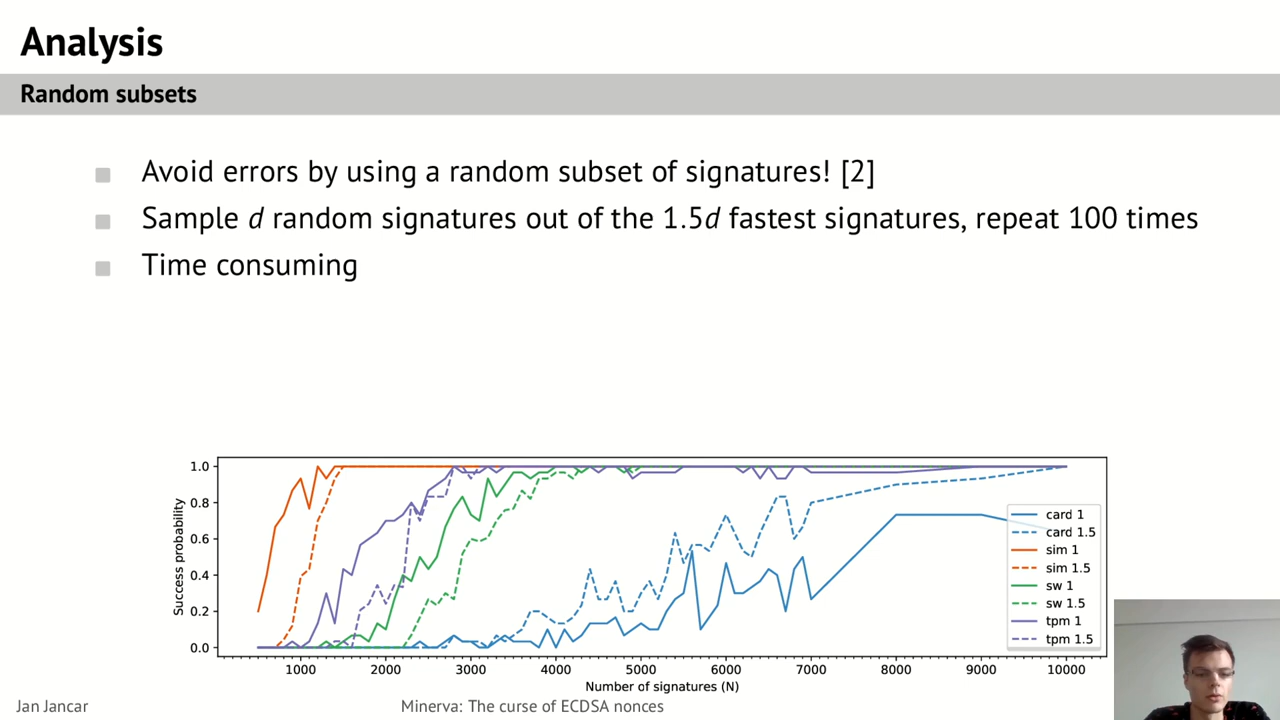 Analysis
Random subsets
Avoid errors by using a random subset of signatures! [2]
Sample d random signatures out of the 1.5d fastest signatures, repeat 100 times
Time consuming
Success probability
1.0
0.8
0.6
0.4
0.2
0.0
card 1
card 1.5
sim 1
sim 1.5
sw 1
sw 1.5
tpm 1
tpm 1.5
1000 2000 3000 4000 5000 6000 7000 8000 9000 10000
Number of signatures (N)
Jan Jancar Minerva: The curse of ECDSA nonces